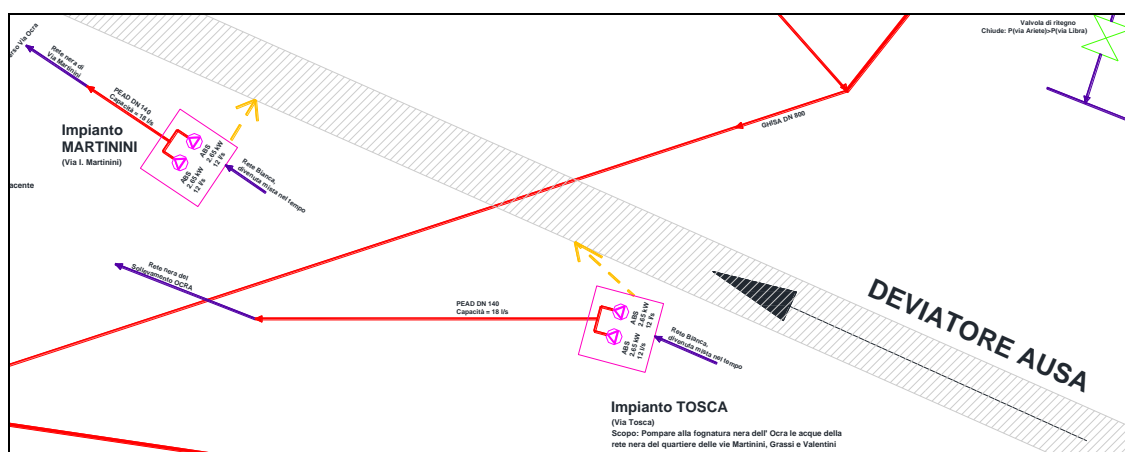 Valvola di ritegno
Chiude: P(via Ariete)>P(via Libra)
erso Via Ocra
Rete nera di
Via Martinini
PEAD DN 140
Capacità = 18 l/s
Impianto
MARTININI
(Via I. Martinini)
ABS
2,65 kW
12 l/s
ABS
2,65 kW
12 l/s
Rete Bianca,
divenuta mista nel tempo
GHISA DN 800
acente
Rete nera del
Sollevamento OCRA
PEAD DN 140
Capacità = 18 l/s
ABS
2,65 kW
12 l/s
ABS
2,65 kW
12 l/s
Rete Bianca,
divenuta mista nel tempo
DEVIATORE AUSA
Impianto TOSCA
(Via Tosca)
Scopo: Pompare alla fognatura nera dell' Ocra le acque della
rete nera del quartiere delle vie Martinini, Grassi e Valentini